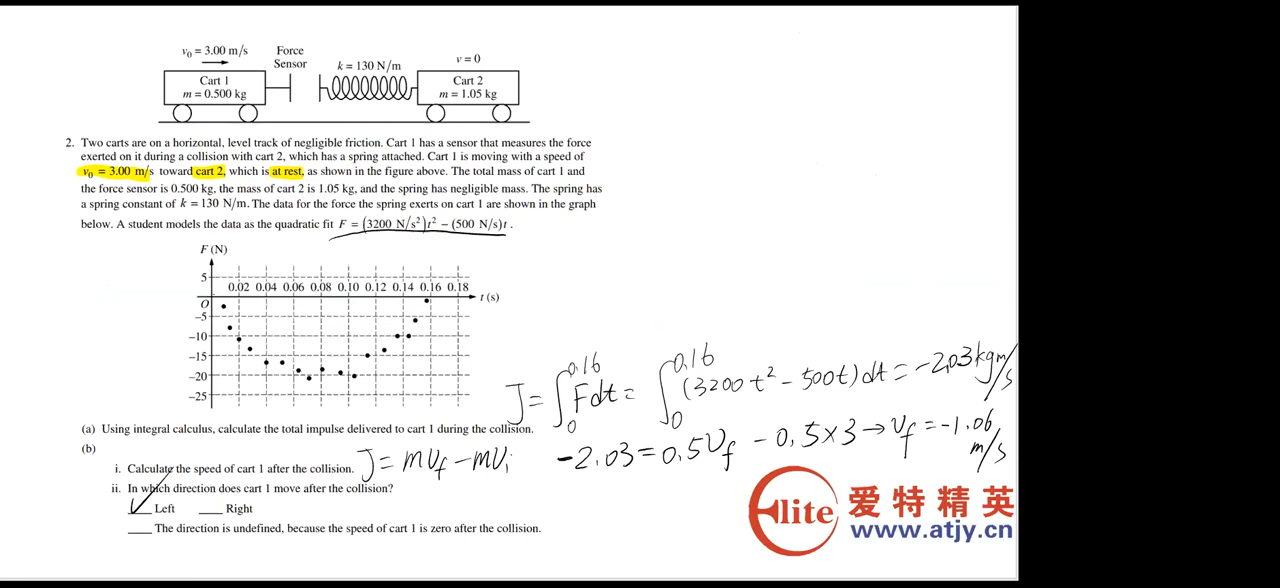 v₀ = 3.00 m/s
Force
Sensor
k = 130 N/m
v = 0
Cart 1
m = 0.500 kg
Cart 2
m = 1.05 kg
2. Two carts are on a horizontal, level track of negligible friction. Cart 1 has a sensor that measures the force
exerted on it during a collision with cart 2, which has a spring attached. Cart 1 is moving with a speed of
v₀ = 3.00 m/s toward cart 2, which is at rest, as shown in the figure above. The total mass of cart 1 and
the force sensor is 0.500 kg, the mass of cart 2 is 1.05 kg, and the spring has negligible mass. The spring has
a spring constant of k = 130 N/m. The data for the force the spring exerts on cart 1 are shown in the graph
below. A student models the data as the quadratic fit F = (3200 N/s²)t² − (500 N/s)t.
F (N)
5
0.02 0.04 0.06 0.08 0.10 0.12 0.14 0.16 0.18
t (s)
O
−5
−10
−15
−20
−25
J = ∫₀^0.16 Fdt = ∫₀^0.16 (3200t² − 500t)dt = −2.03 kgm/s
(a) Using integral calculus, calculate the total impulse delivered to cart 1 during the collision.
(b)
i. Calculate the speed of cart 1 after the collision.
J = mvf − mvi
−2.03 = 0.5vf − 0.5×3 → vf = −1.06 m/s
ii. In which direction does cart 1 move after the collision?
✓ Left ____ Right
____ The direction is undefined, because the speed of cart 1 is zero after the collision.
Elite 爱特精英
www.atjy.cn